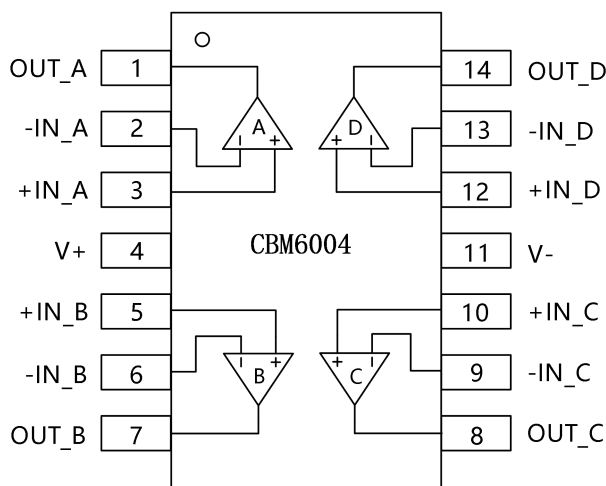 OUT_A 1 14 OUT_D
-IN_A 2 A D 13 -IN_D
- + + -
+IN_A 3 12 +IN_D
V+ 4 CBM6004 11 V-
+IN_B 5 10 +IN_C
- + + -
-IN_B 6 B C 9 -IN_C
OUT_B 7 8 OUT_C